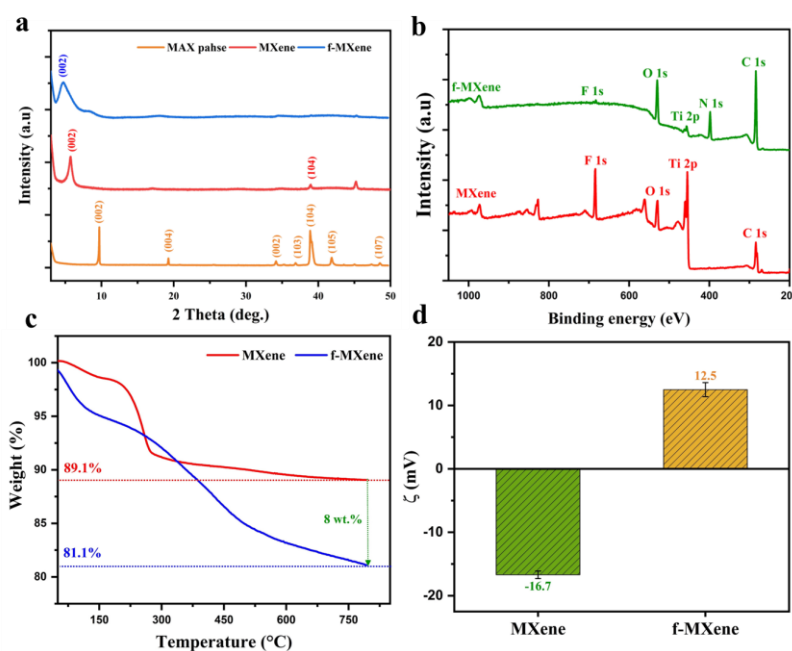 a
MAX pahse MXene f-MXene
(002)
(002)
(104)
(002)
(004)
(002)
(103)
(104)
(105)
(107)
Intensity (a.u)
10 20 30 40 50
2 Theta (deg.)
b
f-MXene
F 1s
O 1s
Ti 2p
N 1s
C 1s
MXene
F 1s
O 1s
Ti 2p
C 1s
Intensity (a.u)
1000 800 600 400 200
Binding energy (eV)
c
MXene f-MXene
100
95
90
85
80
89.1%
8 wt.%
81.1%
Weight (%)
150 300 450 600 750
Temperature (°C)
d
20
10
0
-10
-20
12.5
-16.7
ζ (mV)
MXene f-MXene